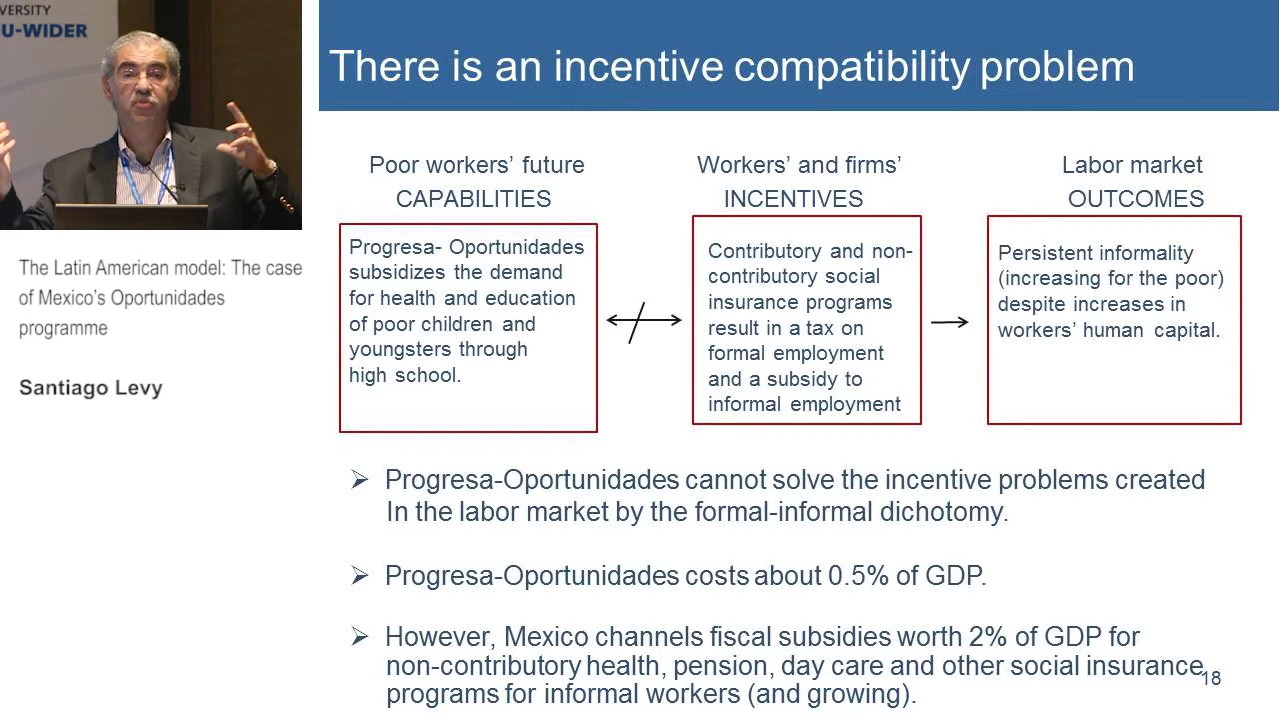 VERSITY
U-WIDER
The Latin American model: The case
of Mexico's Oportunidades
programme
Santiago Levy
There is an incentive compatibility problem
Poor workers' future
CAPABILITIES
Progresa- Oportunidades
subsidizes the demand
for health and education
of poor children and
youngsters through
high school.
Workers' and firms'
INCENTIVES
Contributory and non-
contributory social
insurance programs
result in a tax on
formal employment
and a subsidy to
informal employment
Labor market
OUTCOMES
Persistent informality
(increasing for the poor)
despite increases in
workers' human capital.
➢ Progresa-Oportunidades cannot solve the incentive problems created
In the labor market by the formal-informal dichotomy.
➢ Progresa-Oportunidades costs about 0.5% of GDP.
➢ However, Mexico channels fiscal subsidies worth 2% of GDP for
non-contributory health, pension, day care and other social insurance
programs for informal workers (and growing).
18